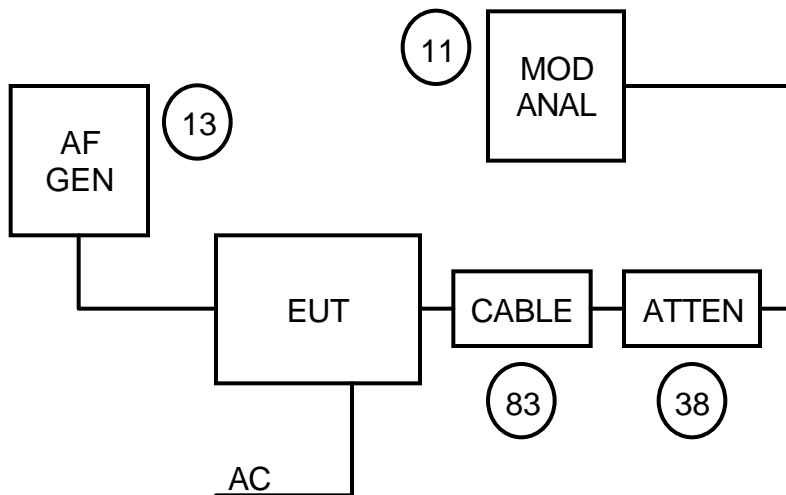 11
MOD
ANAL
13
AF
GEN
EUT
CABLE
ATTEN
83
38
AC